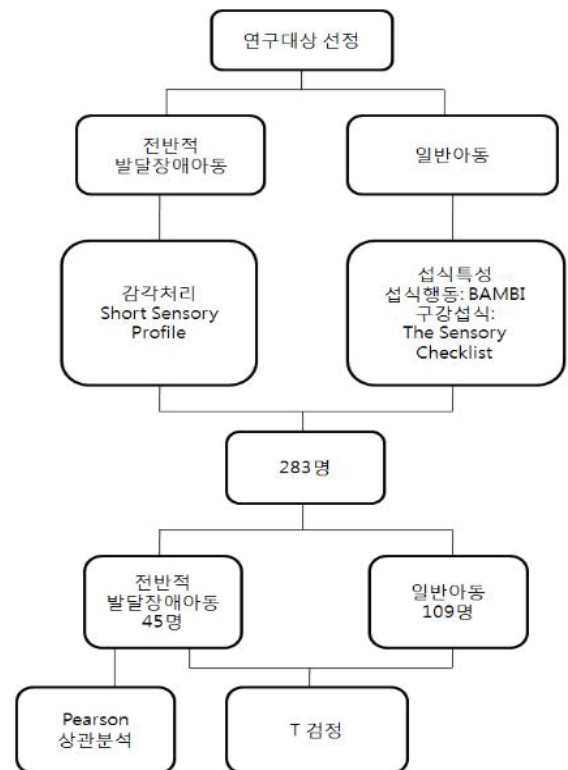 연구대상 선정
전반적
발달장애아동
일반아동
감각처리
Short Sensory
Profile
섭식특성
섭식행동: BAMBI
구강섭식:
The Sensory
Checklist
283명
전반적
발달장애아동
45명
일반아동
109명
Pearson
상관분석
T 검정